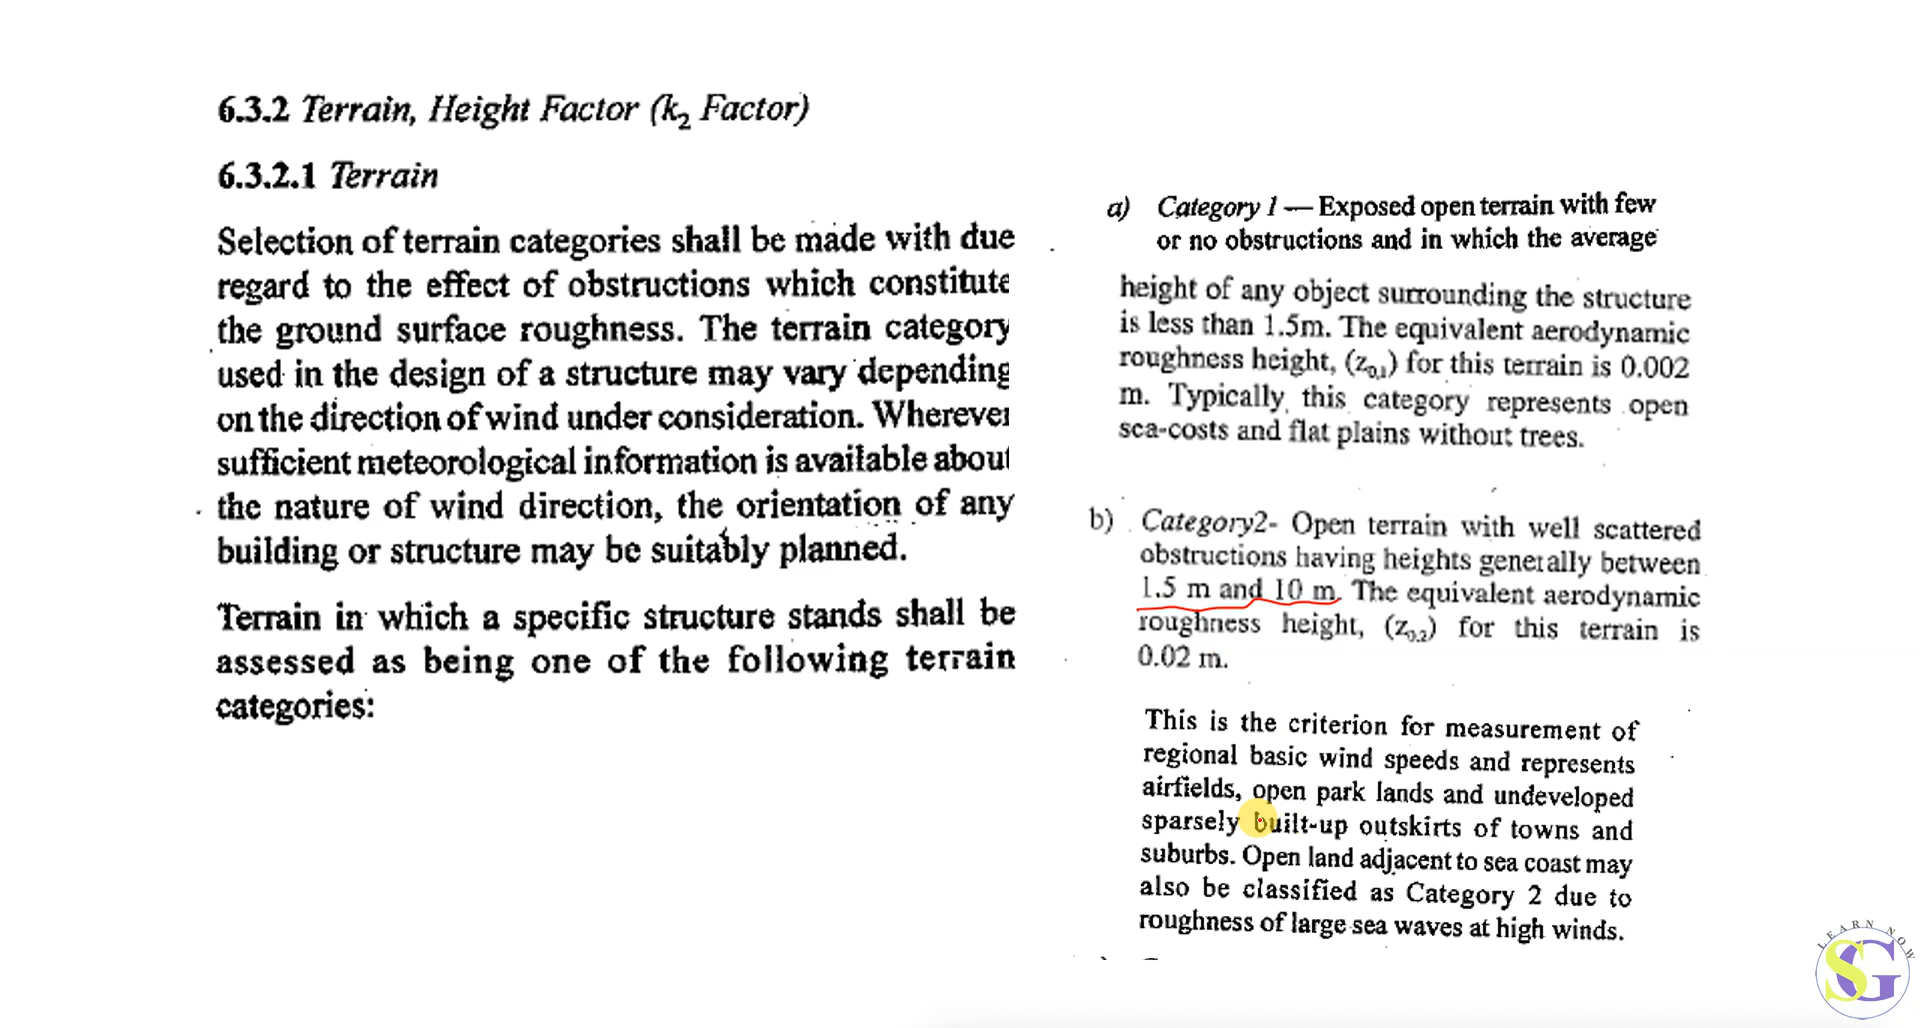 6.3.2 Terrain, Height Factor (k2 Factor)
6.3.2.1 Terrain
Selection of terrain categories shall be made with due
regard to the effect of obstructions which constitute
the ground surface roughness. The terrain category
used in the design of a structure may vary depending
on the direction of wind under consideration. Wherever
sufficient meteorological information is available about
the nature of wind direction, the orientation of any
building or structure may be suitably planned.
Terrain in which a specific structure stands shall be
assessed as being one of the following terrain
categories:
a) Category 1 — Exposed open terrain with few
or no obstructions and in which the average
height of any object surrounding the structure
is less than 1.5m. The equivalent aerodynamic
roughness height, (z0,1) for this terrain is 0.002
m. Typically, this category represents open
sea-costs and flat plains without trees.
b) Category2- Open terrain with well scattered
obstructions having heights generally between
1.5 m and 10 m. The equivalent aerodynamic
roughness height, (z0,2) for this terrain is
0.02 m.
This is the criterion for measurement of
regional basic wind speeds and represents
airfields, open park lands and undeveloped
sparsely built-up outskirts of towns and
suburbs. Open land adjacent to sea coast may
also be classified as Category 2 due to
roughness of large sea waves at high winds.
LEARN NOW
SG